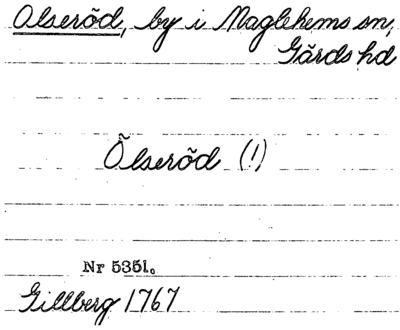 Olseröd, by i Maglehems sn,
Gärds hd
Ölseröd (!)
Nr 5351.
Gillberg 1767